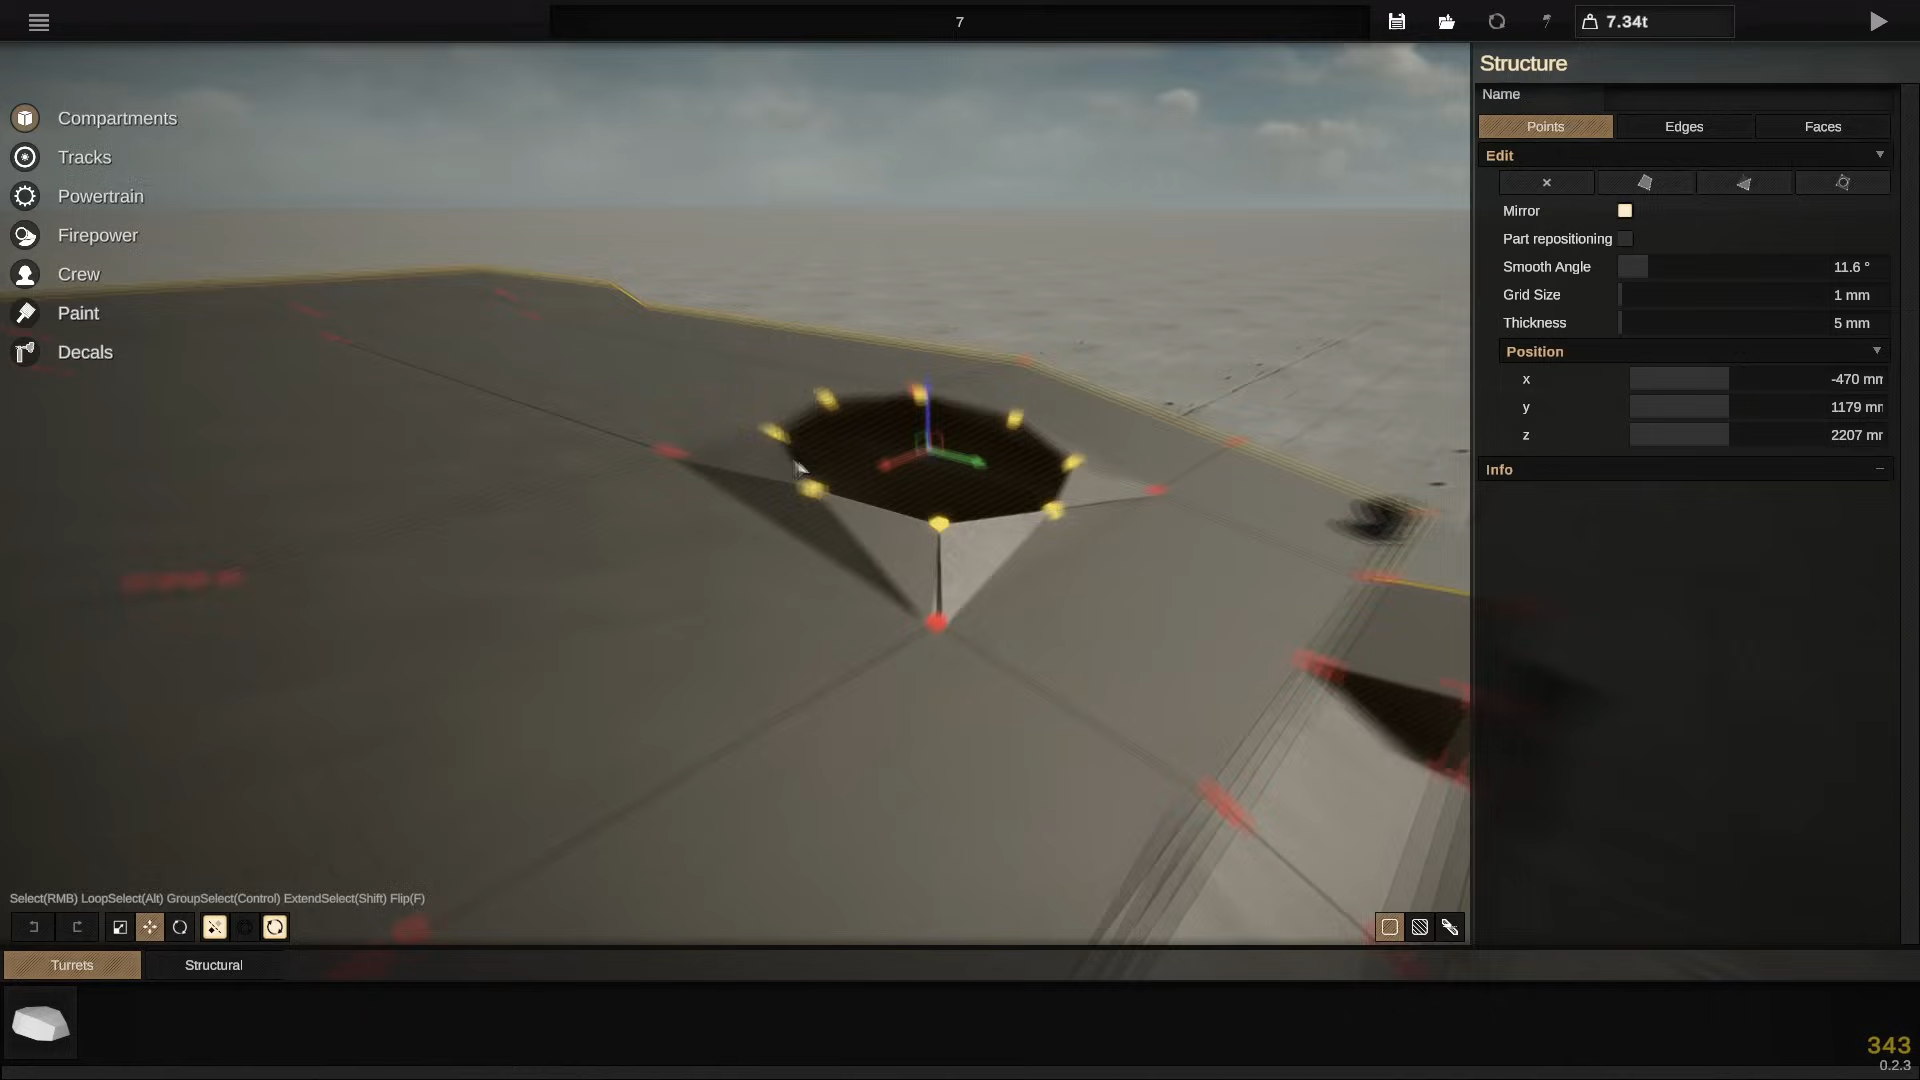 7
7.34t
Structure
Name
Points
Edges
Faces
Edit
Mirror
Part repositioning
Smooth Angle
11.6 °
Grid Size
1 mm
Thickness
5 mm
Position
x
-470 mm
y
1179 mm
z
2207 mm
Info
Compartments
Tracks
Powertrain
Firepower
Crew
Paint
Decals
Select(RMB) LoopSelect(Alt) GroupSelect(Control) ExtendSelect(Shift) Flip(F)
Turrets
Structural
343
0.2.3